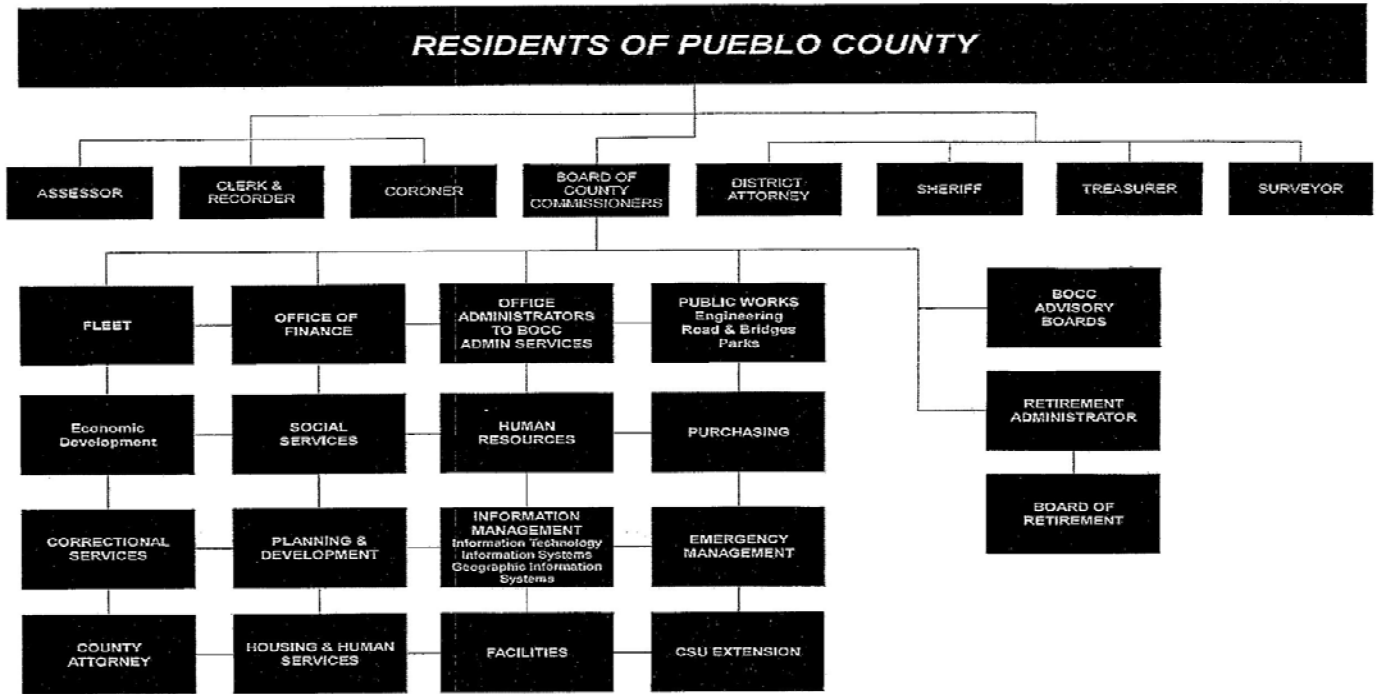 RESIDENTS OF PUEBLO COUNTY
ASSESSOR
CLERK &
RECORDER
CORONER
BOARD OF
COUNTY
COMMISSIONERS
DISTRICT
ATTORNEY
SHERIFF
TREASURER
SURVEYOR
FLEET
OFFICE OF
FINANCE
OFFICE
ADMINISTRATORS
TO BOCC
ADMIN SERVICES
PUBLIC WORKS
Engineering
Road & Bridges
Parks
BOCC
ADVISORY
BOARDS
Economic
Development
SOCIAL
SERVICES
HUMAN
RESOURCES
PURCHASING
RETIREMENT
ADMINISTRATOR
CORRECTIONAL
SERVICES
PLANNING &
DEVELOPMENT
INFORMATION
MANAGEMENT
Information Technology
Information Systems
Geographic Information
Systems
EMERGENCY
MANAGEMENT
BOARD OF
RETIREMENT
COUNTY
ATTORNEY
HOUSING & HUMAN
SERVICES
FACILITIES
CSU EXTENSION